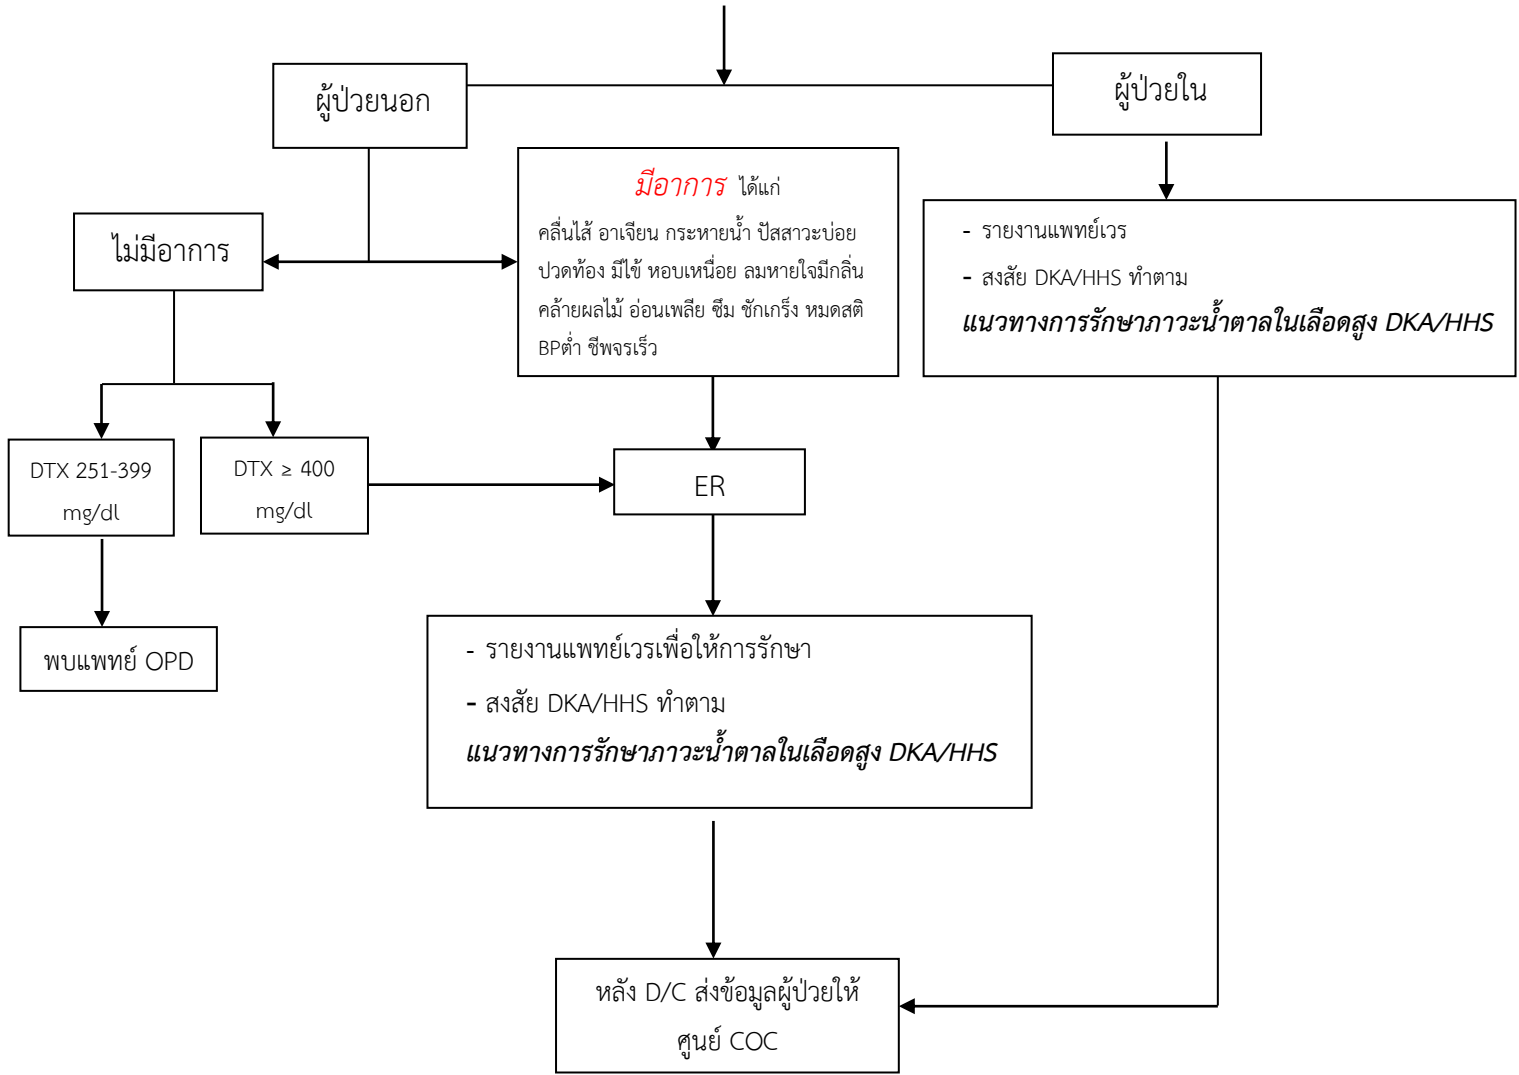 ผู้ป่วยนอก
ผู้ป่วยใน
มีอาการ ได้แก่
คลื่นไส้ อาเจียน กระหายน้ำ ปัสสาวะบ่อย
ปวดท้อง มีไข้ หอบเหนื่อย ลมหายใจมีกลิ่น
คล้ายผลไม้ อ่อนเพลีย ซึม ชักเกร็ง หมดสติ
BPต่ำ ชีพจรเร็ว
ไม่มีอาการ
- รายงานแพทย์เวร
- สงสัย DKA/HHS ทำตาม
แนวทางการรักษาภาวะน้ำตาลในเลือดสูง DKA/HHS
DTX 251-399
mg/dl
DTX ≥ 400
mg/dl
ER
พบแพทย์ OPD
- รายงานแพทย์เวรเพื่อให้การรักษา
- สงสัย DKA/HHS ทำตาม
แนวทางการรักษาภาวะน้ำตาลในเลือดสูง DKA/HHS
หลัง D/C ส่งข้อมูลผู้ป่วยให้
ศูนย์ COC